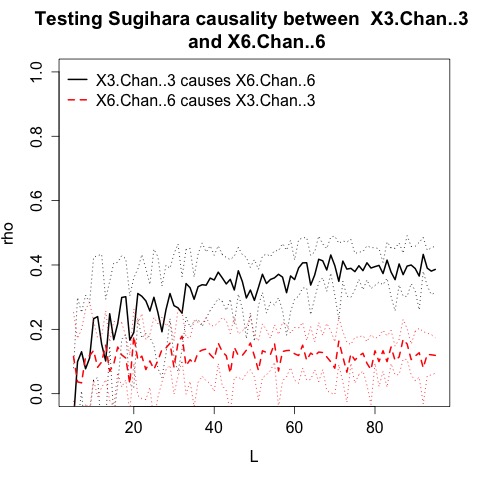 Testing Sugihara causality between  X3.Chan..3
and X6.Chan..6
X3.Chan..3 causes X6.Chan..6
X6.Chan..6 causes X3.Chan..3
1.0
0.8
0.6
0.4
0.2
0.0
rho
20 40 60 80
L